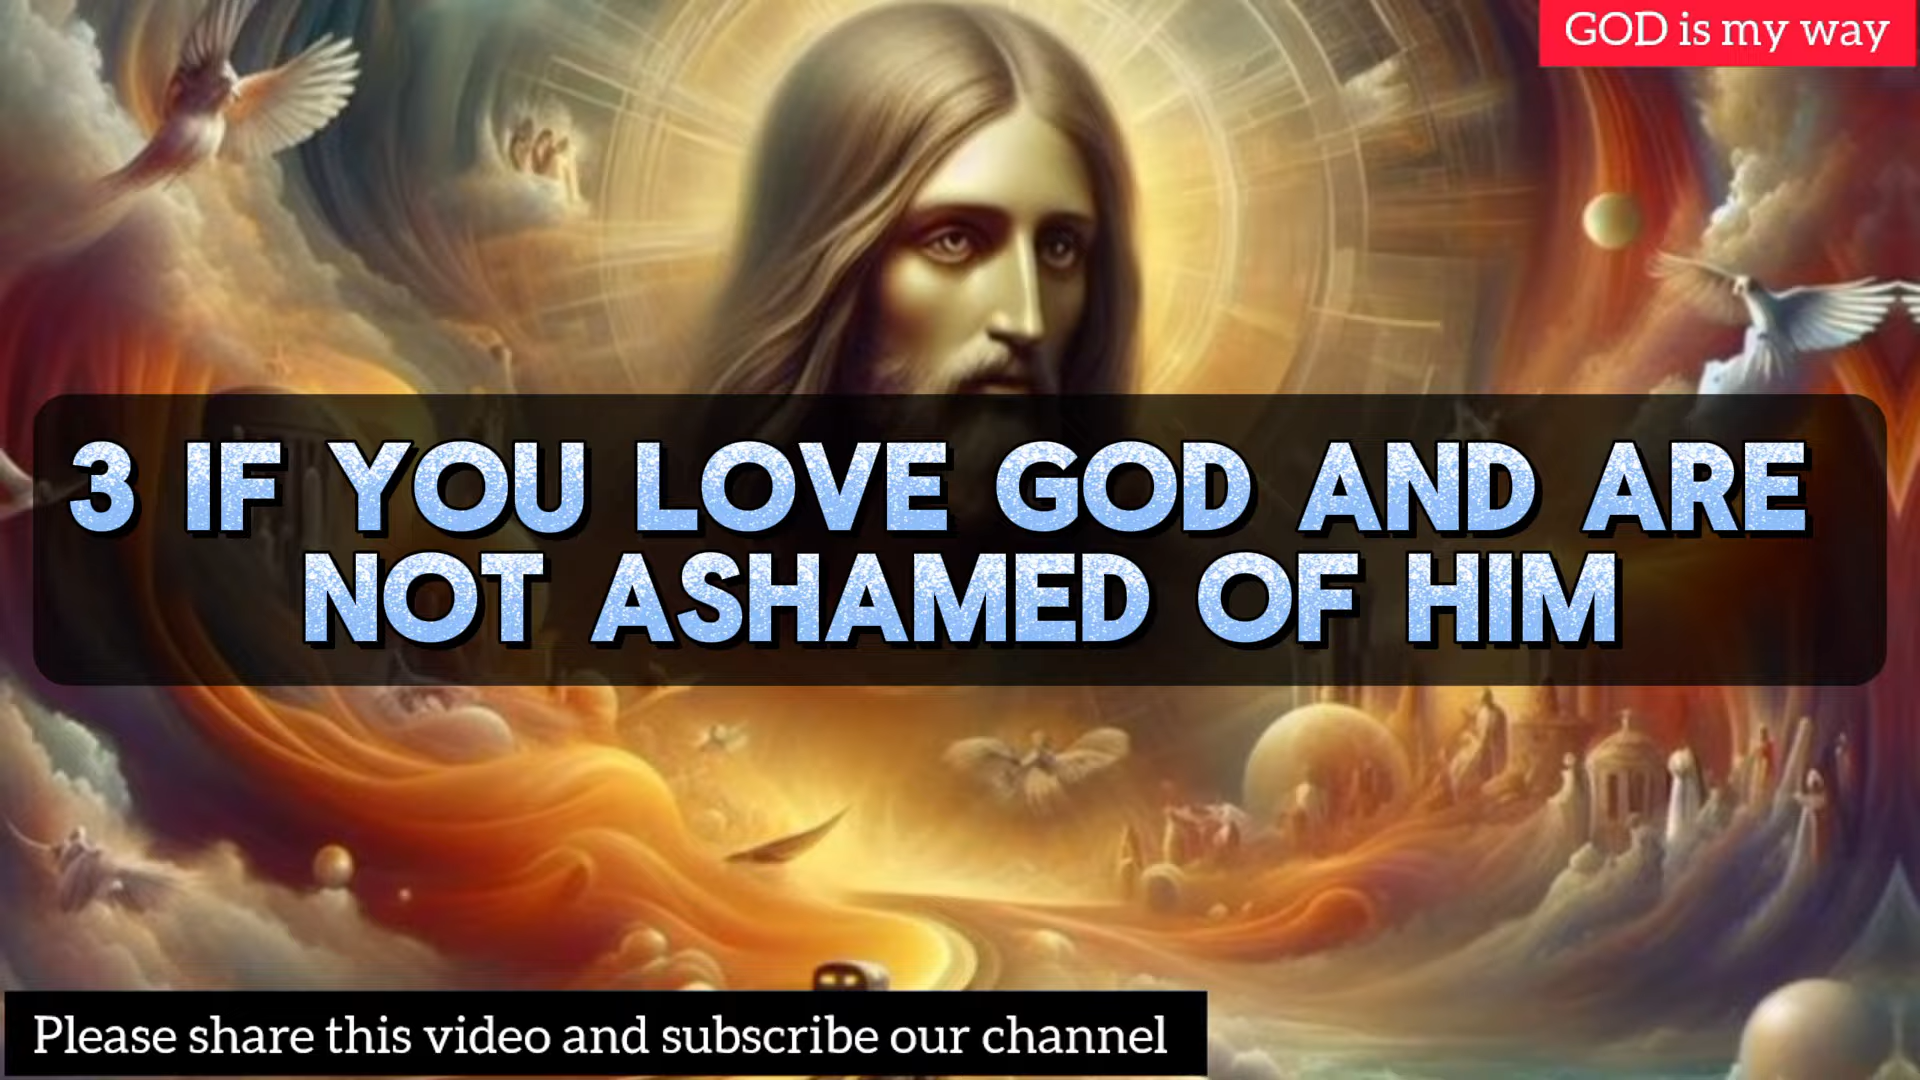 GOD is my way
3 IF YOU LOVE GOD AND ARE
NOT ASHAMED OF HIM
Please share this video and subscribe our channel